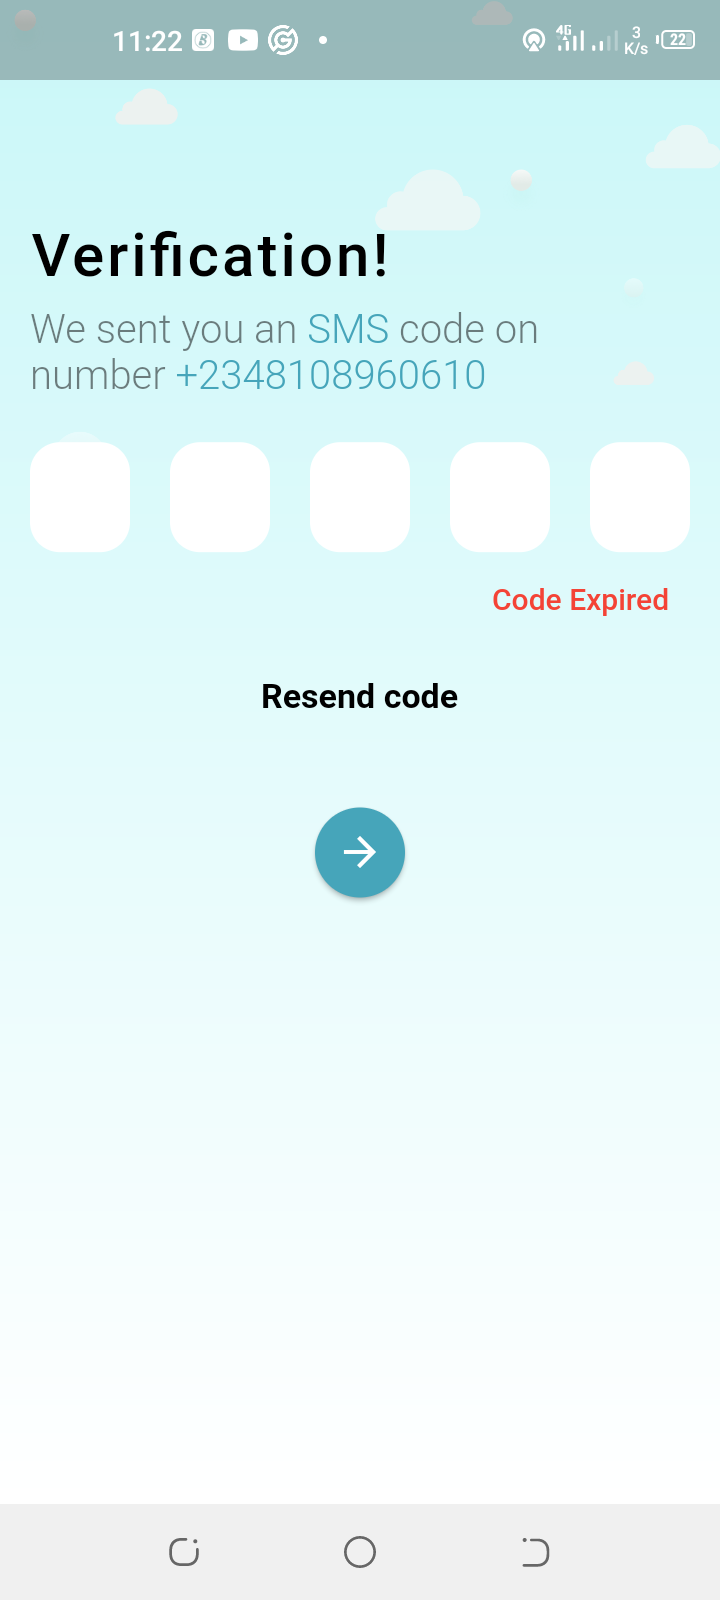 11:22
4G
3
K/s
22
Verification!
We sent you an SMS code on
number +2348108960610
Code Expired
Resend code